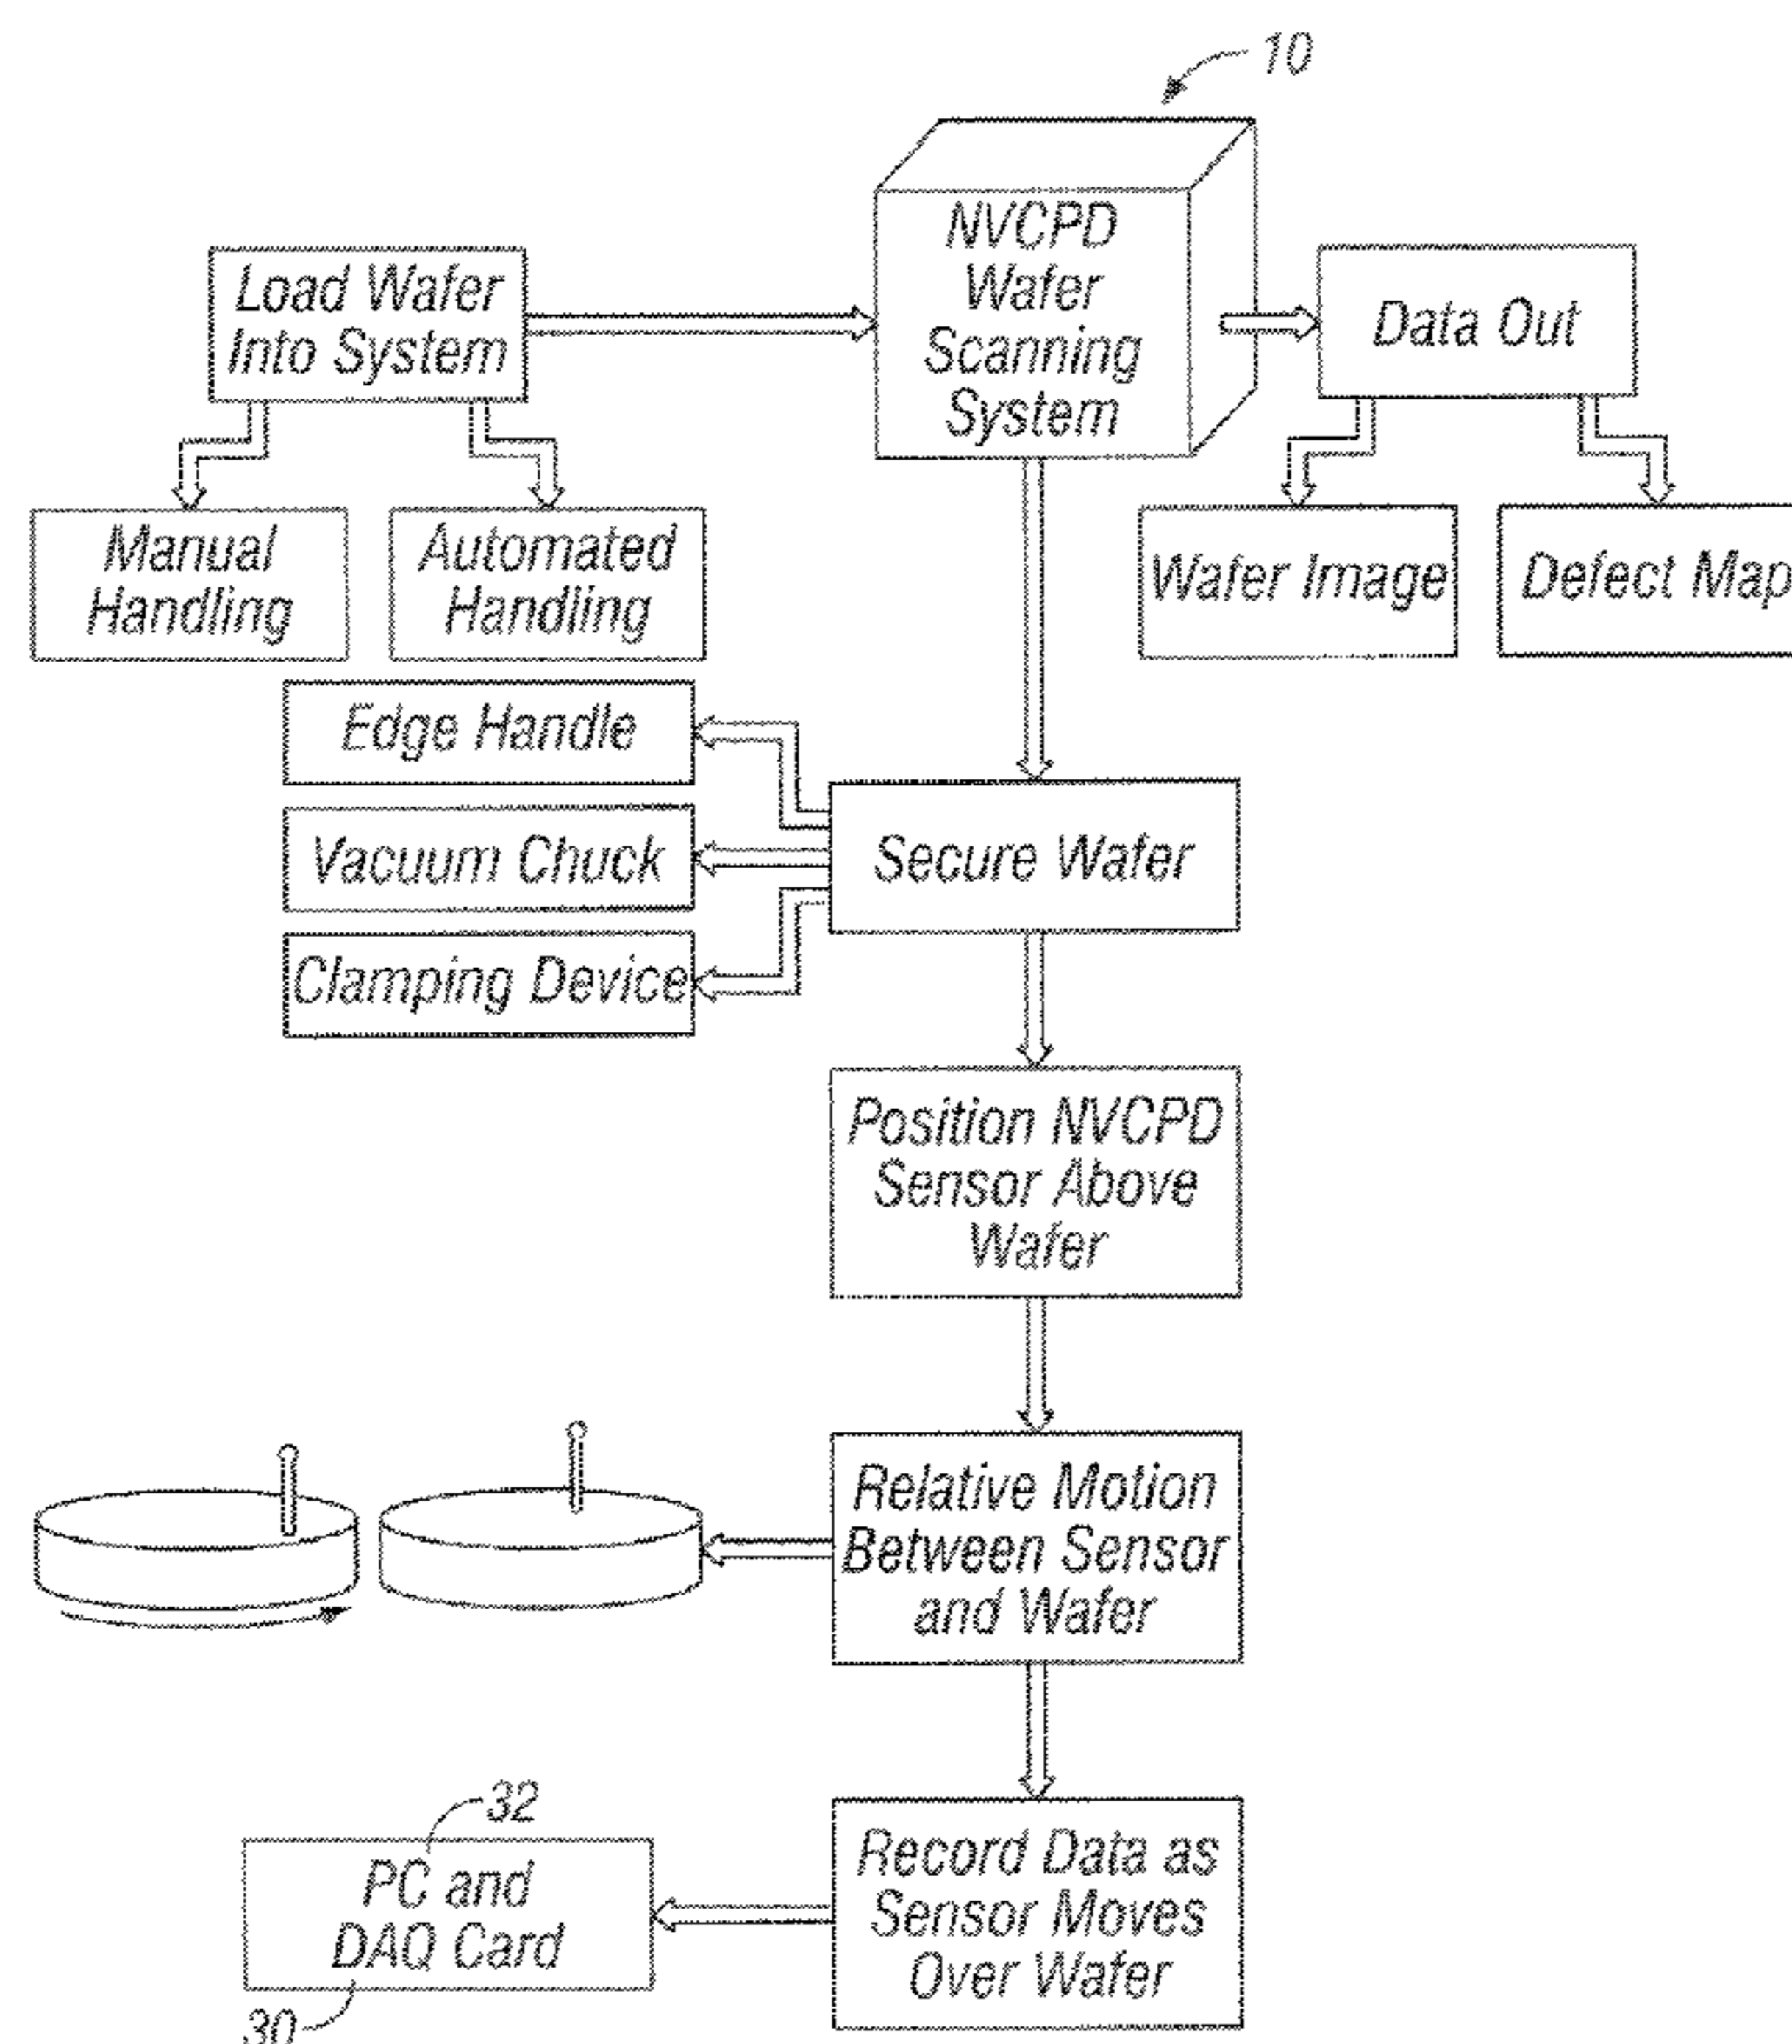 10
NVCPD
Wafer
Scanning
System
Load Wafer
Into System
Data Out
Manual
Handling
Automated
Handling
Wafer Image
Defect Map
Edge Handle
Vacuum Chuck
Clamping Device
Secure Wafer
Position NVCPD
Sensor Above
Wafer
Relative Motion
Between Sensor
and Wafer
32
PC and
DAQ Card
30
Record Data as
Sensor Moves
Over Wafer